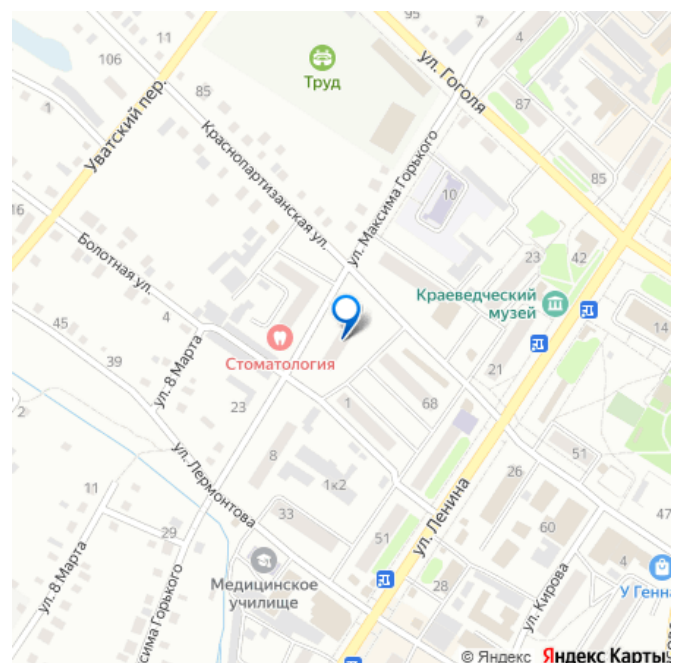 11
106
4
ул. Гоголя
Труд
87
85
1
Уватский пер.
Краснопартизанская ул.
ул. Максима Горького
85
10
16
23
42
Болотная ул.
Краеведческий
музей
45
4
14
39
Стоматология
21
ул. 8 Марта
2
23
1
68
51
8
ул. Лермонтова
1к2
26
11
33
47
ул. Ленина
29
51
60
4
ул. 8 Марта
Медицинское
училище
28
У Генна
ул. Кирова
сима Горького
© Яндекс Яндекс Карты